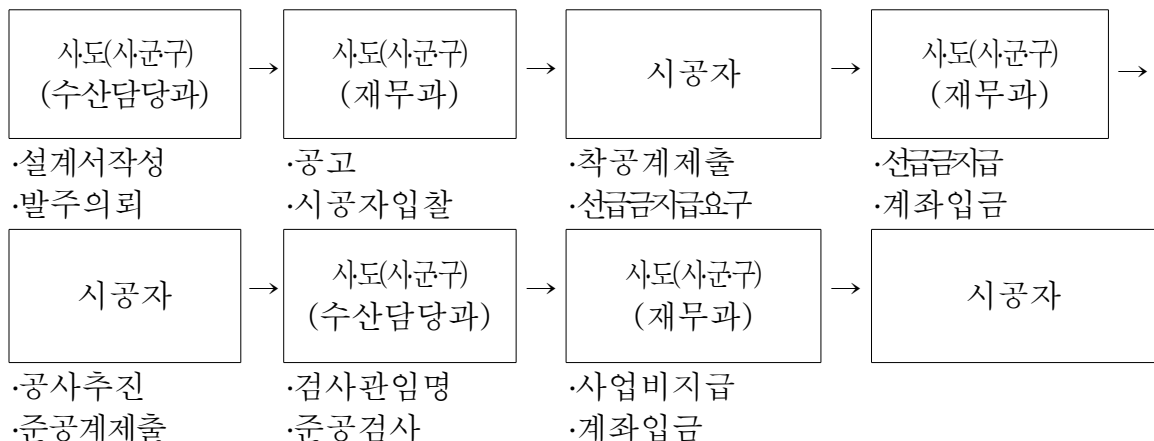 시·도(시·군·구) → 시·도(시·군·구) → 시공자 → 시·도(시·군·구) →
(수산담당과) (재무과) (재무과)
·설계서작성 ·공고 ·착공계제출 ·선급금지급
·발주의뢰 ·시공자입찰 ·선급금지급요구 ·계좌입금
시공자 → 시·도(시·군·구) → 시·도(시·군·구) → 시공자
(수산담당과) (재무과)
·공사추진 ·검사관임명 ·사업비지급
·준공계제출 ·준공검사 ·계좌입금